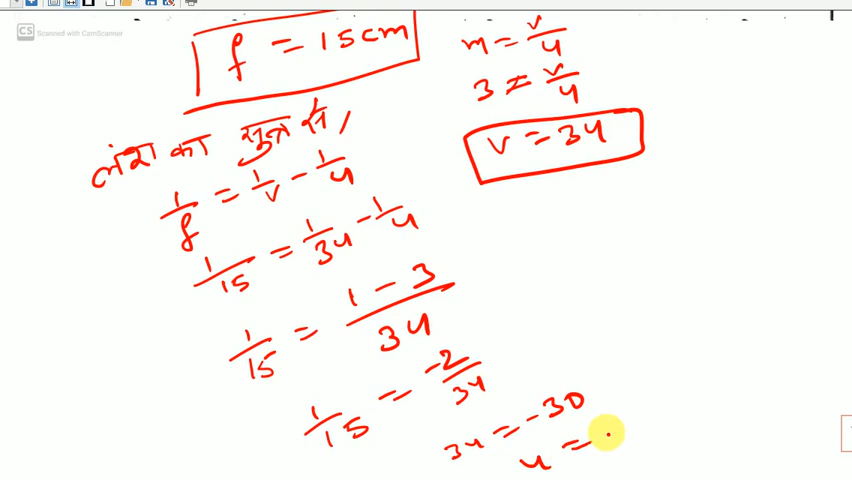 CS Scanned with CamScanner
f = 15cm
m = v/u
3 = v/u
v = 3u
का सूत्र से,
1/f = 1/v - 1/u
1/15 = 1/3u - 1/u
1/15 = (1 - 3)/3u
1/15 = -2/3u
3u = -30
u =